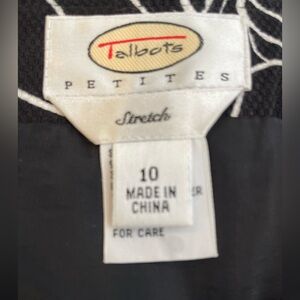 Talbots
PETITES
Stretch
10
MADE IN
CHINA
FOR CARE